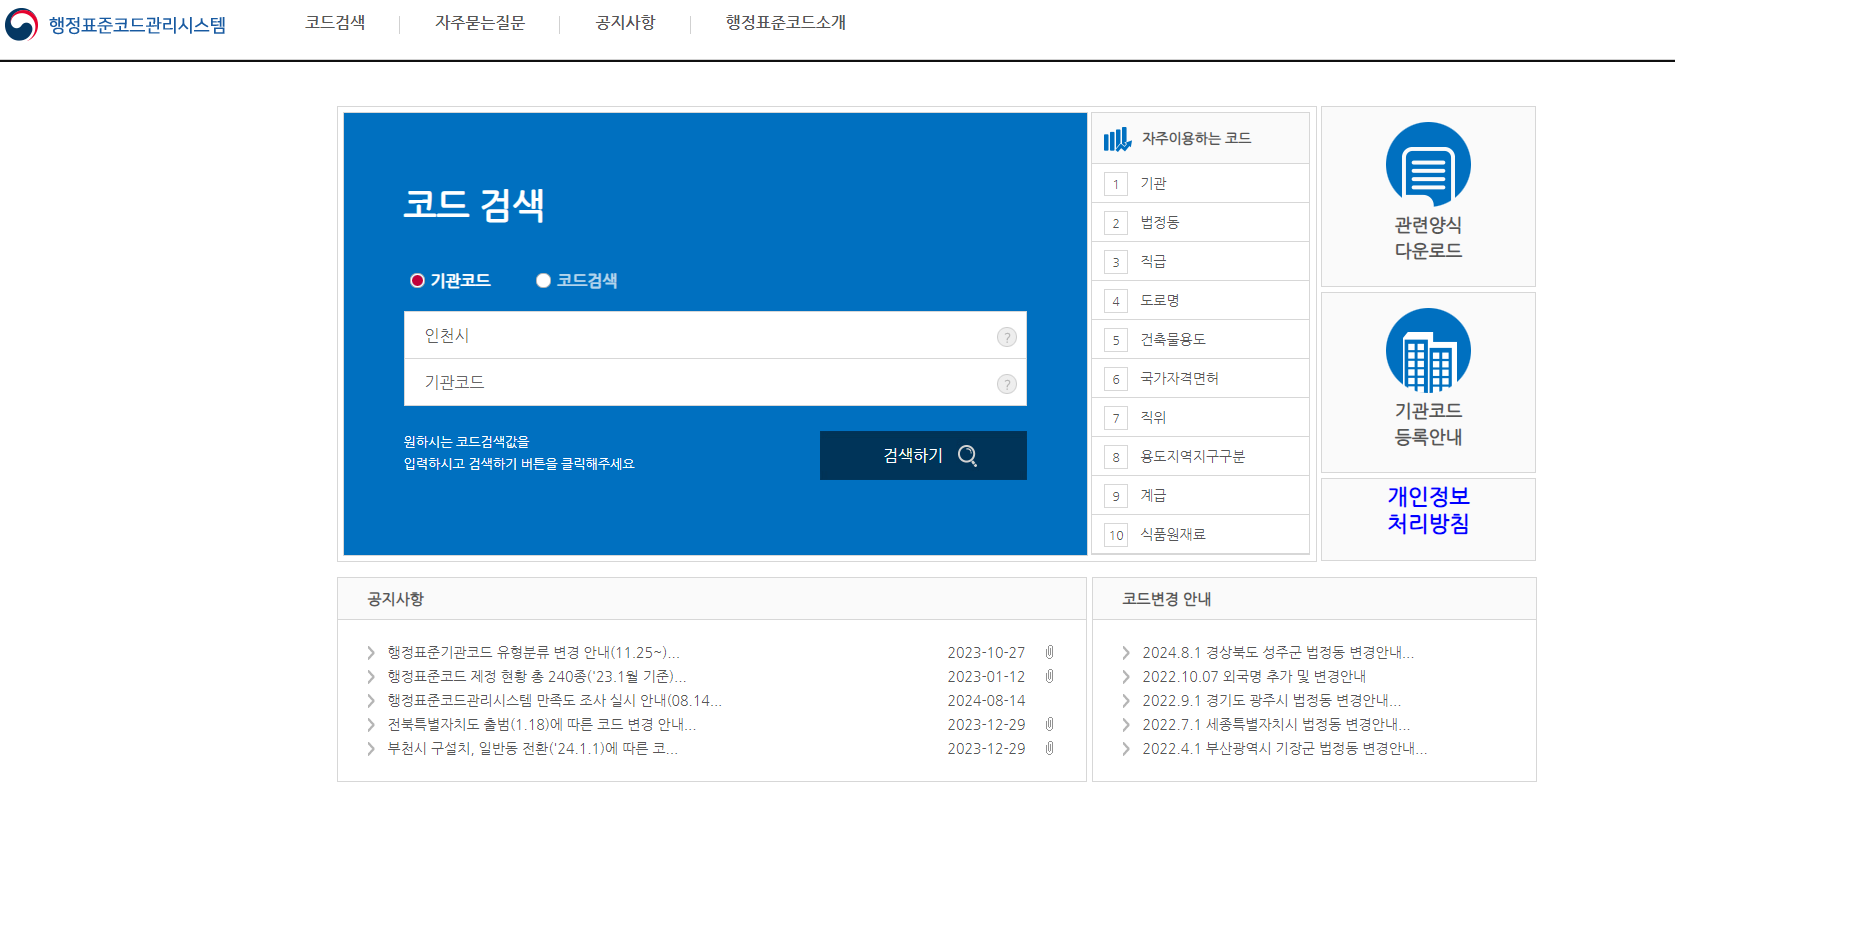 행정표준코드관리시스템
코드검색
자주묻는질문
공지사항
행정표준코드소개
코드 검색
기관코드
코드검색
인천시
?
기관코드
?
원하시는 코드검색값을
입력하시고 검색하기 버튼을 클릭해주세요
검색하기
자주이용하는 코드
1 기관
2 법정동
3 직급
4 도로명
5 건축물용도
6 국가자격면허
7 직위
8 용도지역지구구분
9 계급
10 식품원재료
관련양식
다운로드
기관코드
등록안내
개인정보
처리방침
공지사항
행정표준기관코드 유형분류 변경 안내(11.25~)... 2023-10-27
행정표준코드 제정 현황 총 240종('23.1월 기준)... 2023-01-12
행정표준코드관리시스템 만족도 조사 실시 안내(08.14... 2024-08-14
전북특별자치도 출범(1.18)에 따른 코드 변경 안내... 2023-12-29
부천시 구설치, 일반동 전환('24.1.1)에 따른 코... 2023-12-29
코드변경 안내
2024.8.1 경상북도 성주군 법정동 변경안내...
2022.10.07 외국명 추가 및 변경안내
2022.9.1 경기도 광주시 법정동 변경안내...
2022.7.1 세종특별자치시 법정동 변경안내...
2022.4.1 부산광역시 기장군 법정동 변경안내...